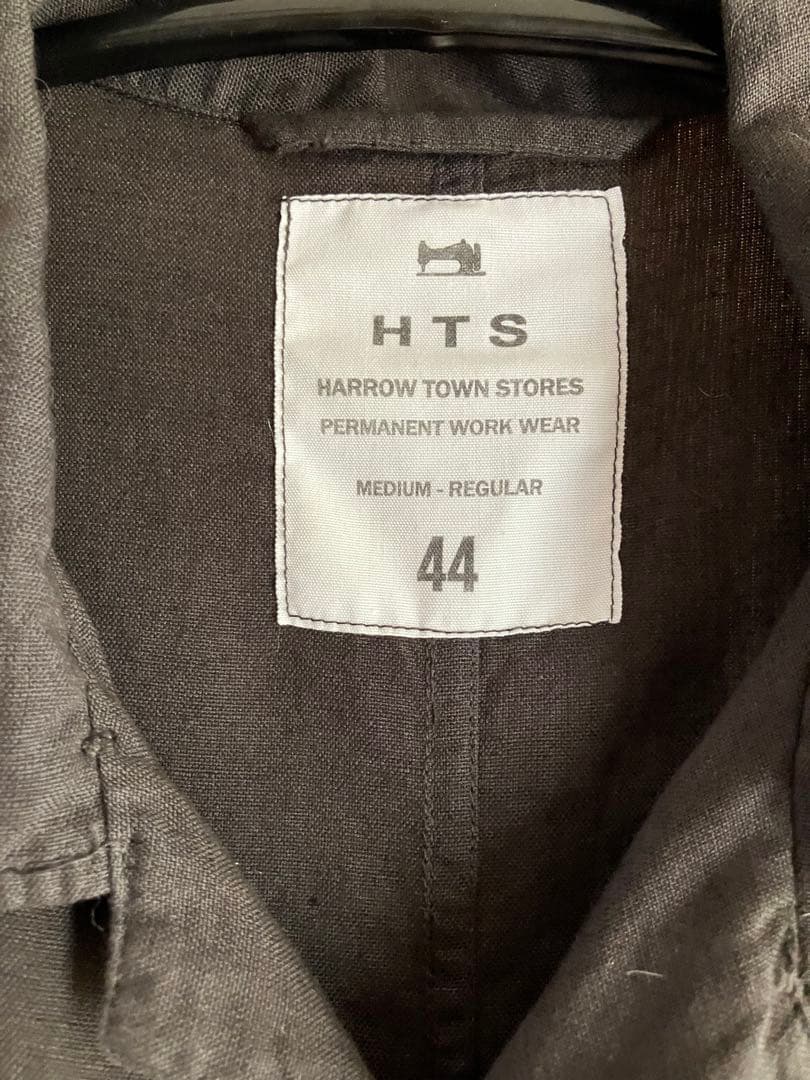 HTS
HARROW TOWN STORES
PERMANENT WORK WEAR
MEDIUM - REGULAR
44